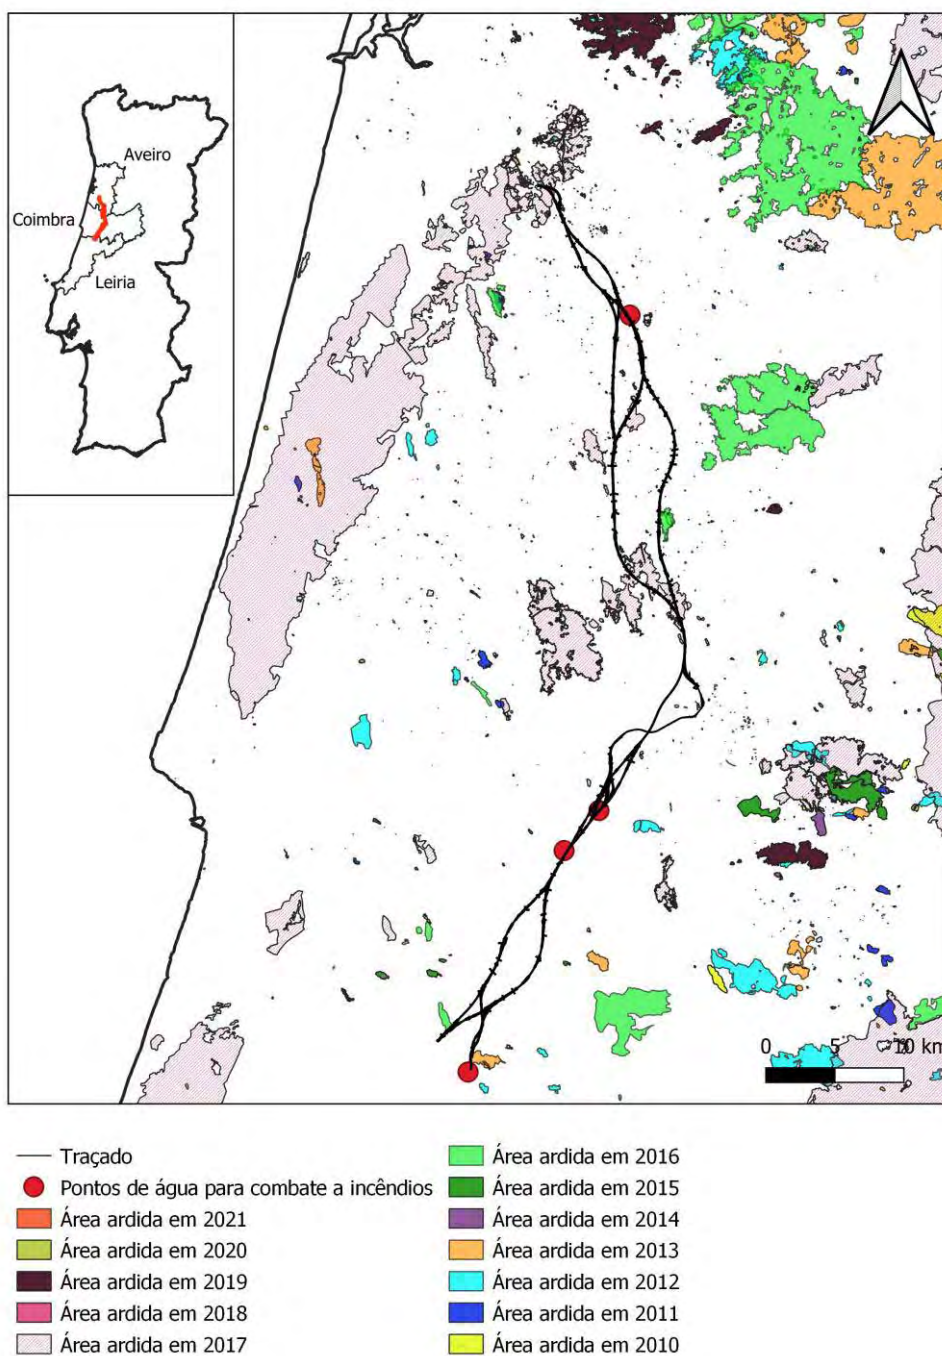 Aveiro
Coimbra
Leiria
0 5 10 km
Traçado
Pontos de água para combate a incêndios
Área ardida em 2021
Área ardida em 2020
Área ardida em 2019
Área ardida em 2018
Área ardida em 2017
Área ardida em 2016
Área ardida em 2015
Área ardida em 2014
Área ardida em 2013
Área ardida em 2012
Área ardida em 2011
Área ardida em 2010